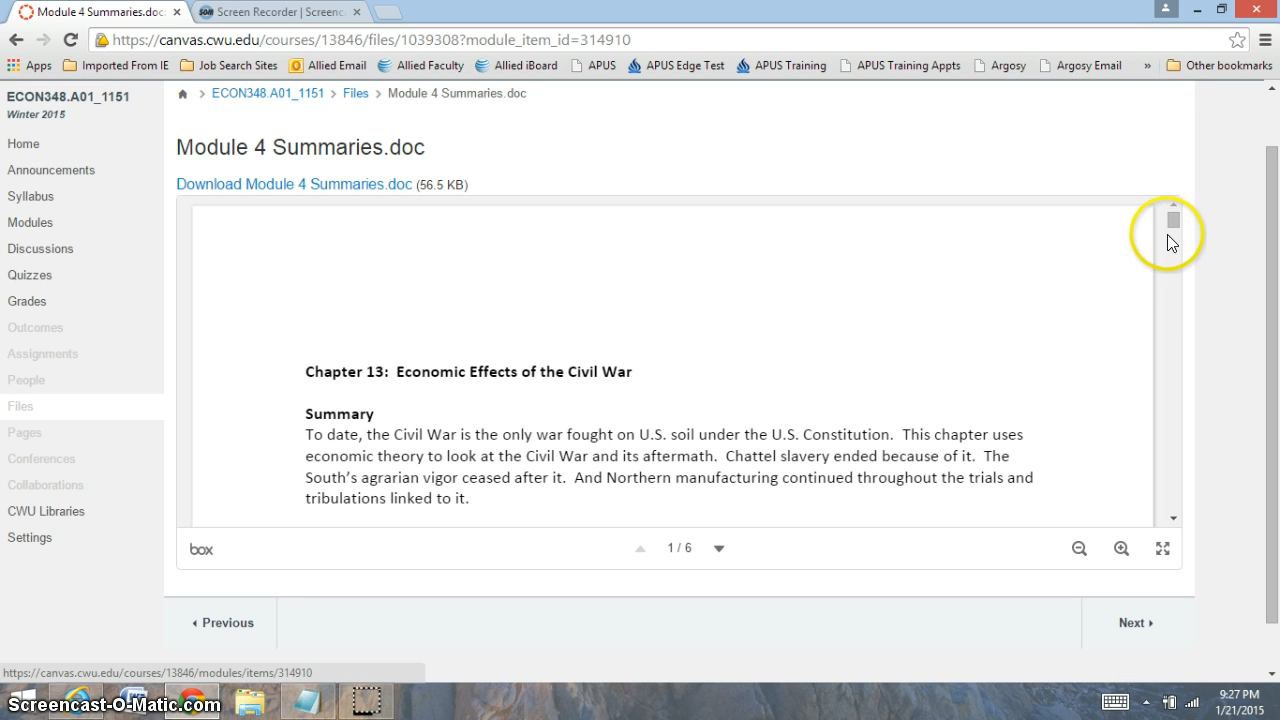 Module 4 Summaries.doc: ×
SOM Screen Recorder | Screenc ×
https://canvas.cwu.edu/courses/13846/files/1039308?module_item_id=314910
Apps Imported From IE Job Search Sites Allied Email Allied Faculty Allied iBoard APUS APUS Edge Test APUS Training APUS Training Appts Argosy Argosy Email » Other bookmarks
ECON348.A01_1151
Winter 2015
Home
Announcements
Syllabus
Modules
Discussions
Quizzes
Grades
Outcomes
Assignments
People
Files
Pages
Conferences
Collaborations
CWU Libraries
Settings
ECON348.A01_1151 › Files › Module 4 Summaries.doc
Module 4 Summaries.doc
Download Module 4 Summaries.doc (56.5 KB)
Chapter 13:  Economic Effects of the Civil War
Summary
To date, the Civil War is the only war fought on U.S. soil under the U.S. Constitution.  This chapter uses
economic theory to look at the Civil War and its aftermath.  Chattel slavery ended because of it.  The
South's agrarian vigor ceased after it.  And Northern manufacturing continued throughout the trials and
tribulations linked to it.
box
1 / 6
Previous
Next
https://canvas.cwu.edu/courses/13846/modules/items/314910
Screencast-O-Matic.com
9:27 PM
1/21/2015